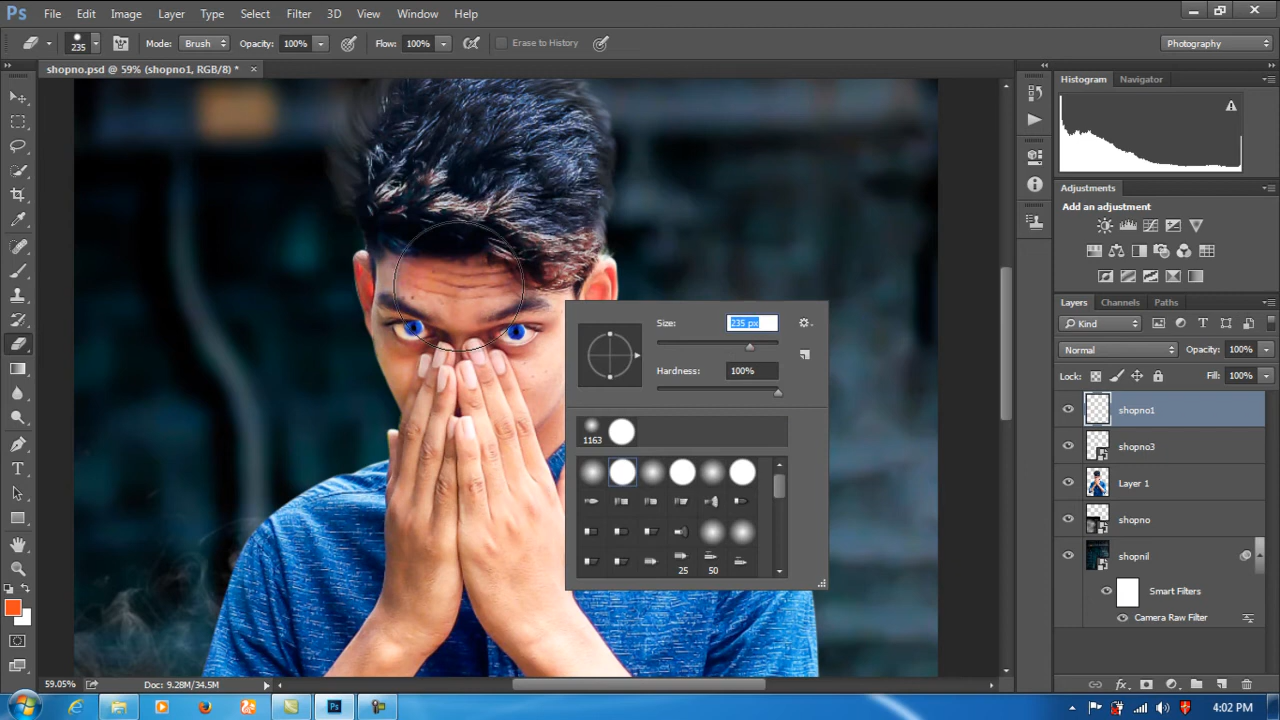 Ps File Edit Image Layer Type Select Filter 3D View Window Help
235 Mode: Brush Opacity: 100% Flow: 100% Erase to History Photography
shopno.psd @ 59% (shopno1, RGB/8) * ×
Histogram Navigator
Adjustments
Add an adjustment
Layers Channels Paths
Kind
Normal Opacity: 100%
Lock: Fill: 100%
shopno1
shopno3
Layer 1
shopno
shopnil
Smart Filters
Camera Raw Filter
Size: 235 px
Hardness: 100%
1163
25 50
59.05% Doc: 9.28M/34.5M
Ps 4:02 PM